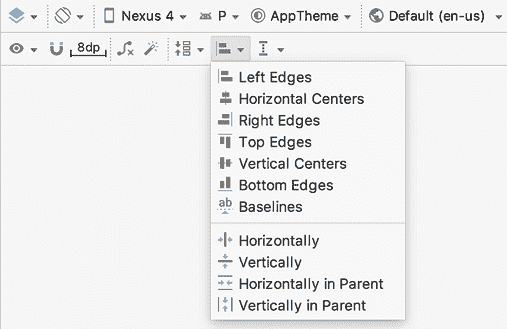 Nexus 4 P AppTheme Default (en-us)
8dp
Left Edges
Horizontal Centers
Right Edges
Top Edges
Vertical Centers
Bottom Edges
ab Baselines
Horizontally
Vertically
Horizontally in Parent
Vertically in Parent